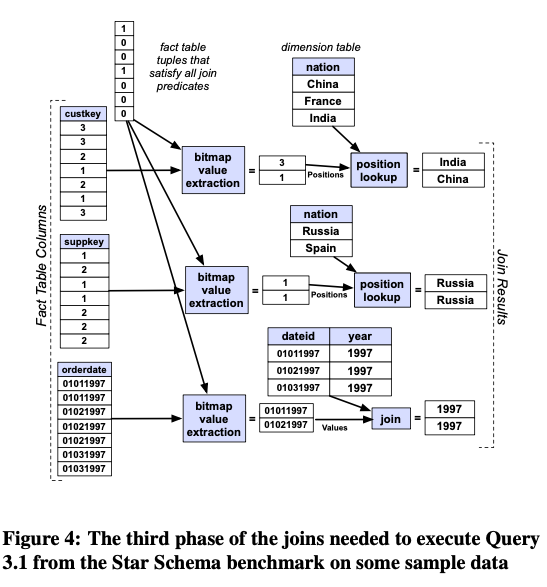 1
0
0
1
0
0
0
fact table
tuples that
satisfy all join
predicates
dimension table
nation
China
France
India
Fact Table Columns
custkey
3
3
2
1
2
1
3
bitmap
value
extraction
=
3
1
Positions
position
lookup
=
India
China
nation
Russia
Spain
suppkey
1
2
1
1
2
2
2
bitmap
value
extraction
=
1
1
Positions
position
lookup
=
Russia
Russia
Join Results
dateid year
01011997 1997
01021997 1997
01031997 1997
orderdate
01011997
01011997
01021997
01021997
01021997
01031997
01031997
bitmap
value
extraction
=
01011997
01021997
Values
join
=
1997
1997
Figure 4: The third phase of the joins needed to execute Query
3.1 from the Star Schema benchmark on some sample data